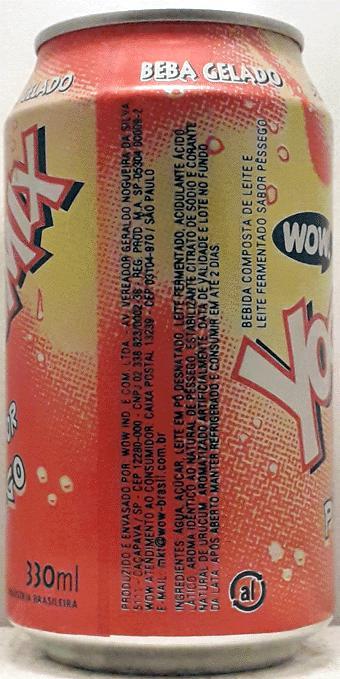 GELADO
BEBA GELADO
PRODUZIDO E ENVASADO POR WOW IND. E COM. LTDA. - AV. VEREADOR GERALDO NOGUEIRA DA SILVA
5111 - CAÇAPAVA / SP - CEP 12280-000 - CNPJ 02 338 823/0002-38 - REG. PROD. M.A. SP 05304 00009-2
WOW ATENDIMENTO AO CONSUMIDOR: CAIXA POSTAL 13239 - CEP 03104-970 / SÃO PAULO
E-MAIL: mkt@wow-brasil.com.br
INGREDIENTES: ÁGUA, AÇÚCAR, LEITE EM PÓ DESNATADO, LEITE FERMENTADO, ACIDULANTE ÁCIDO
LÁTICO, AROMA IDÊNTICO AO NATURAL DE PÊSSEGO, ESTABILIZANTE CITRATO DE SÓDIO E CORANTE
NATURAL DE URUCUM. AROMATIZADO ARTIFICIALMENTE. DATA DE VALIDADE E LOTE NO FUNDO
DA LATA. APÓS ABERTO MANTER REFRIGERADO E CONSUMIR EM ATÉ 2 DIAS.
BEBIDA COMPOSTA DE LEITE E
LEITE FERMENTADO SABOR PÊSSEGO
WOW!
Yo
330ml
INDÚSTRIA BRASILEIRA
al